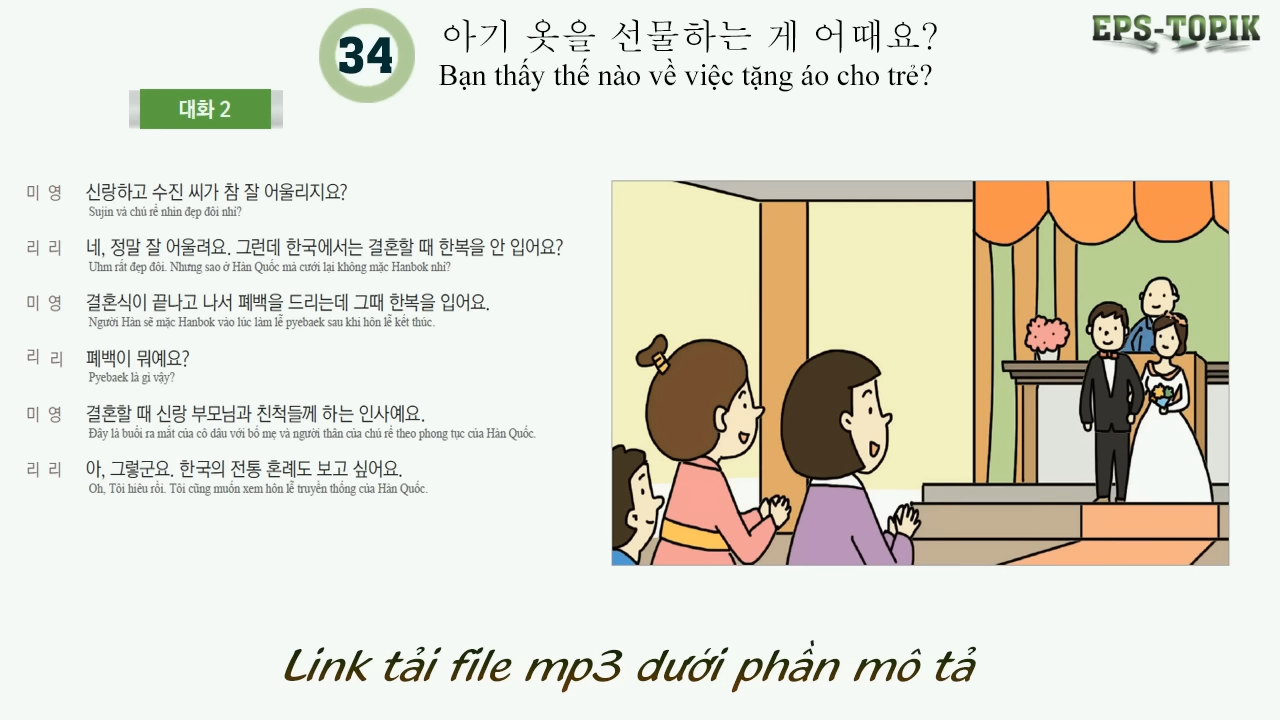 34
아기 옷을 선물하는 게 어때요?
Bạn thấy thế nào về việc tặng áo cho trẻ?
EPS-TOPIK
대화 2
미 영 신랑하고 수진 씨가 참 잘 어울리지요?
Sujin và chú rể nhìn đẹp đôi nhỉ?
리 리 네, 정말 잘 어울려요. 그런데 한국에서는 결혼할 때 한복을 안 입어요?
Uhm rất đẹp đôi. Nhưng sao ở Hàn Quốc mà cưới lại không mặc Hanbok nhỉ?
미 영 결혼식이 끝나고 나서 폐백을 드리는데 그때 한복을 입어요.
Người Hàn sẽ mặc Hanbok vào lúc làm lễ pyebaek sau khi hôn lễ kết thúc.
리 리 폐백이 뭐예요?
Pyebaek là gì vậy?
미 영 결혼할 때 신랑 부모님과 친척들께 하는 인사예요.
Đây là buổi ra mắt của cô dâu với bố mẹ và người thân của chú rể theo phong tục của Hàn Quốc.
리 리 아, 그렇군요. 한국의 전통 혼례도 보고 싶어요.
Oh, Tôi hiểu rồi. Tôi cũng muốn xem hôn lễ truyền thống của Hàn Quốc.
Link tải file mp3 dưới phần mô tả